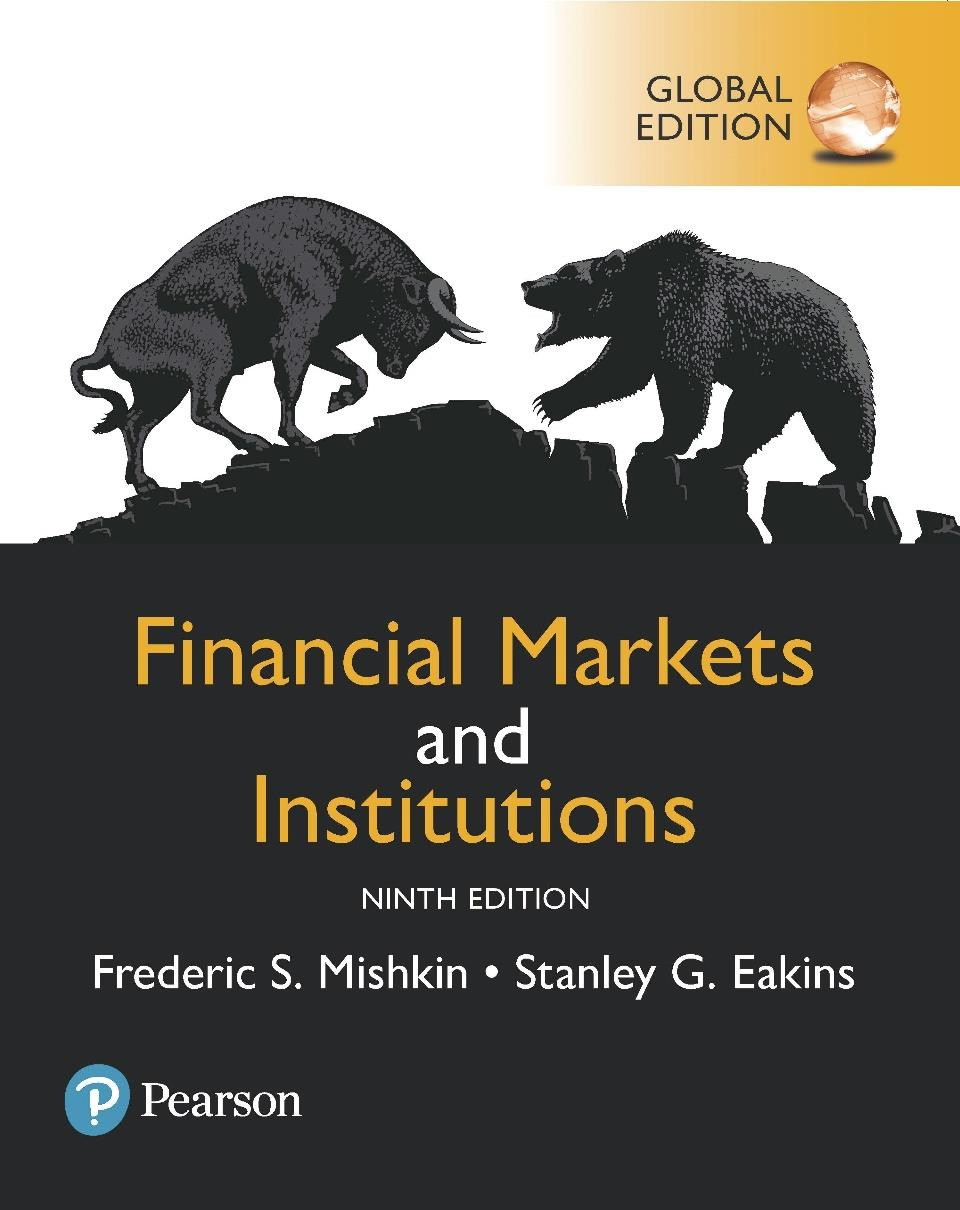 GLOBAL
EDITION
Financial Markets
and
Institutions
NINTH EDITION
Frederic S. Mishkin • Stanley G. Eakins
Pearson